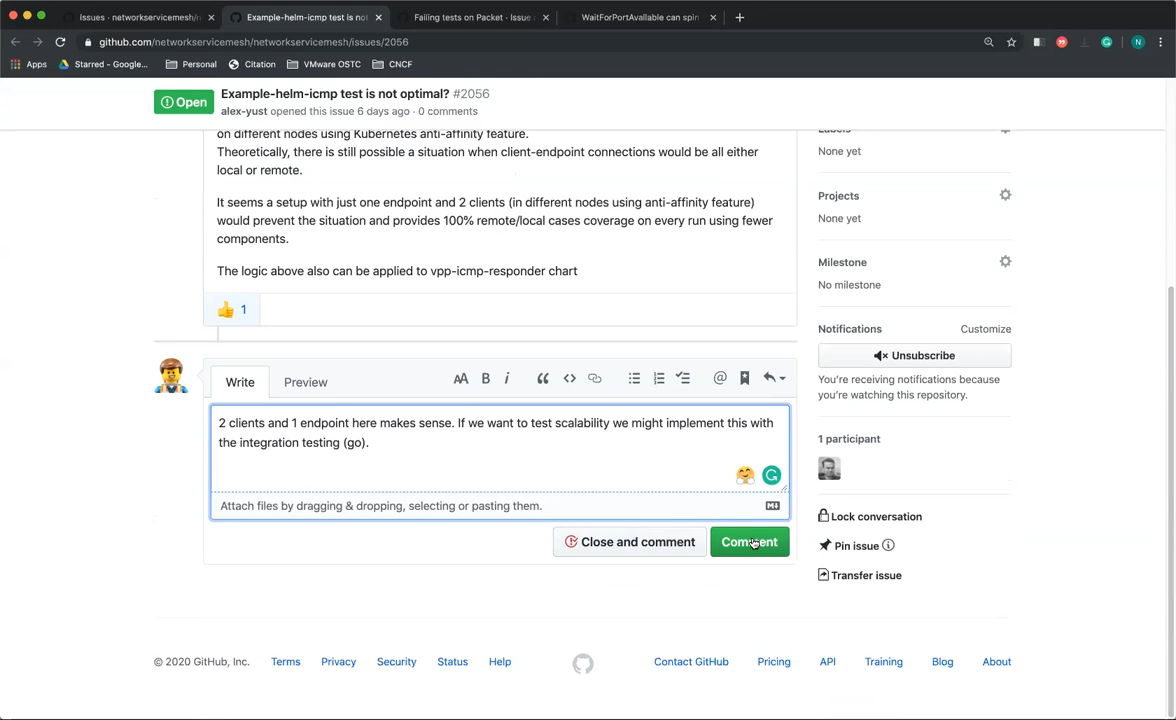 Issues · networkservicemesh/n
Example-helm-icmp test is no
Failing tests on Packet · Issue
WaitForPortAvailable can spin
github.com/networkservicemesh/networkservicemesh/issues/2056
Apps
Starred - Google...
Personal
Citation
VMware OSTC
CNCF
Open
Example-helm-icmp test is not optimal? #2056
alex-yust opened this issue 6 days ago · 0 comments
on different nodes using Kubernetes anti-affinity feature.
Theoretically, there is still possible a situation when client-endpoint connections would be all either
local or remote.
It seems a setup with just one endpoint and 2 clients (in different nodes using anti-affinity feature)
would prevent the situation and provides 100% remote/local cases coverage on every run using fewer
components.
The logic above also can be applied to vpp-icmp-responder chart
👍 1
Write
Preview
2 clients and 1 endpoint here makes sense. If we want to test scalability we might implement this with
the integration testing (go).
Attach files by dragging & dropping, selecting or pasting them.
Close and comment
Comment
Labels
None yet
Projects
None yet
Milestone
No milestone
Notifications
Customize
Unsubscribe
You're receiving notifications because
you're watching this repository.
1 participant
Lock conversation
Pin issue
Transfer issue
© 2020 GitHub, Inc.
Terms
Privacy
Security
Status
Help
Contact GitHub
Pricing
API
Training
Blog
About